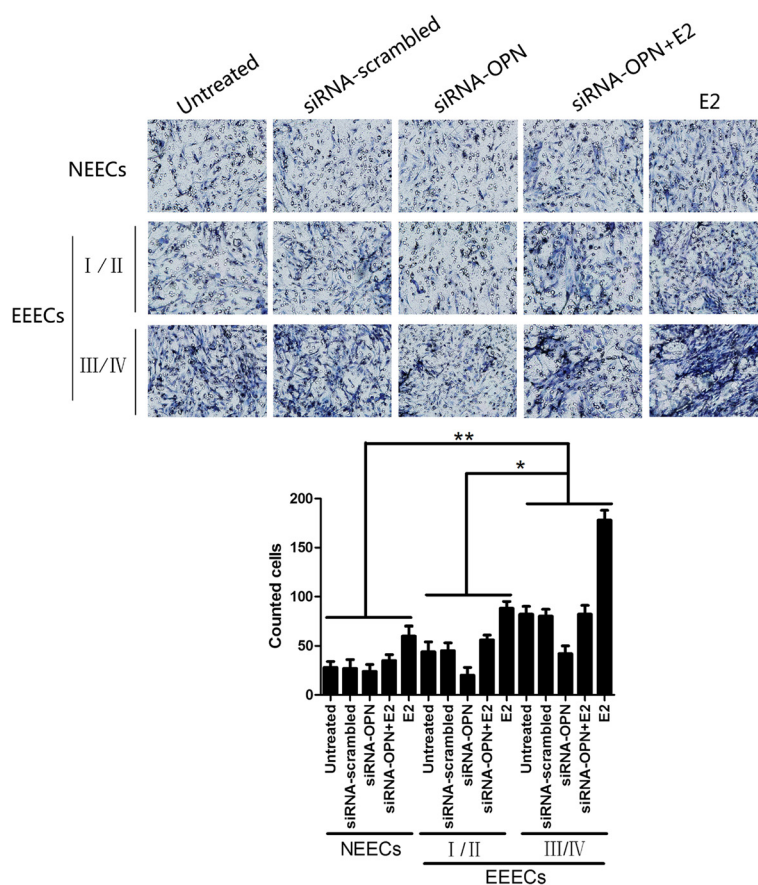 Untreated siRNA-scrambled siRNA-OPN siRNA-OPN+E2 E2
NEECs
Ⅰ/Ⅱ
EEECs
Ⅲ/Ⅳ
**
*
200
150
100
50
0
Counted cells
Untreated
siRNA-scrambled
siRNA-OPN
siRNA-OPN+E2
E2
Untreated
siRNA-scrambled
siRNA-OPN
siRNA-OPN+E2
E2
Untreated
siRNA-scrambled
siRNA-OPN
siRNA-OPN+E2
E2
NEECs Ⅰ/Ⅱ Ⅲ/Ⅳ
EEECs